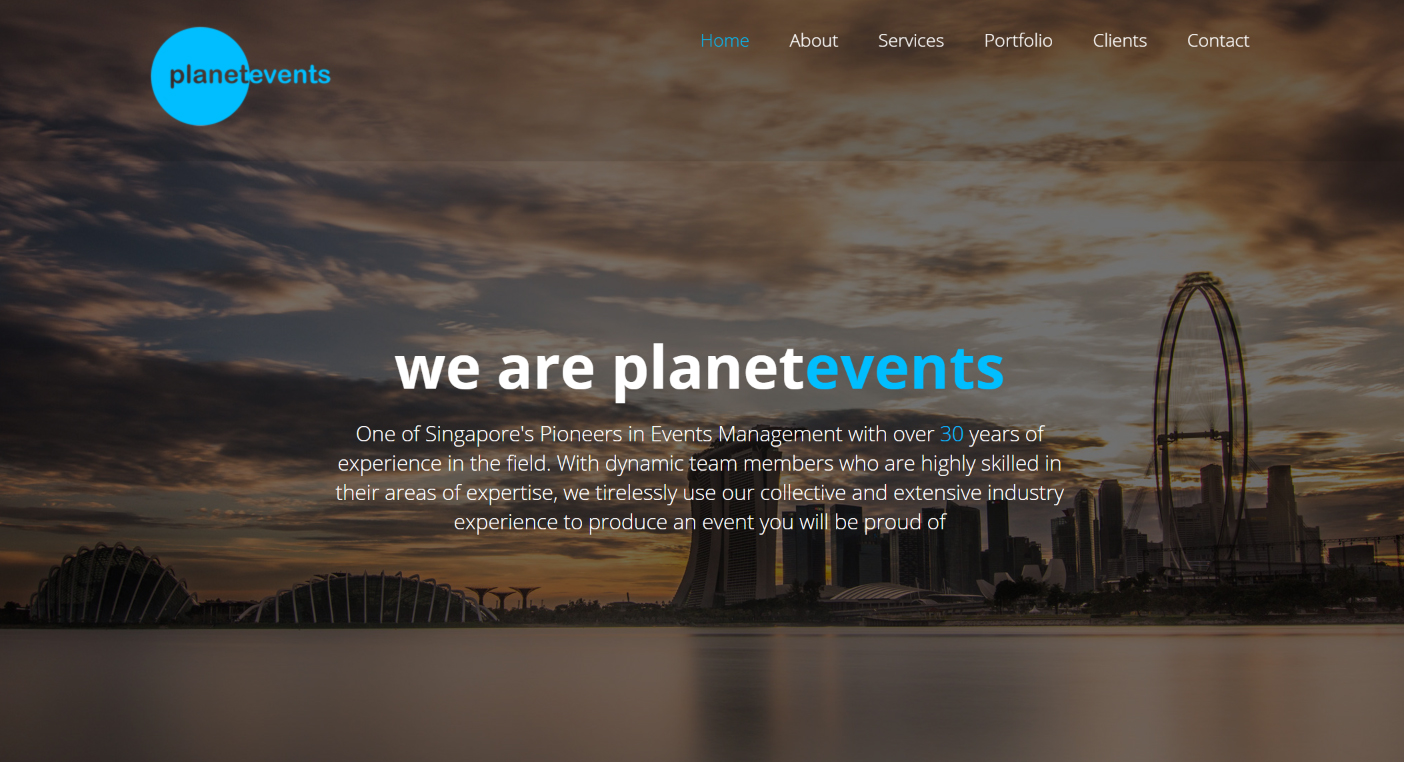 planetevents
Home About Services Portfolio Clients Contact
we are planetevents
One of Singapore's Pioneers in Events Management with over 30 years of
experience in the field. With dynamic team members who are highly skilled in
their areas of expertise, we tirelessly use our collective and extensive industry
experience to produce an event you will be proud of